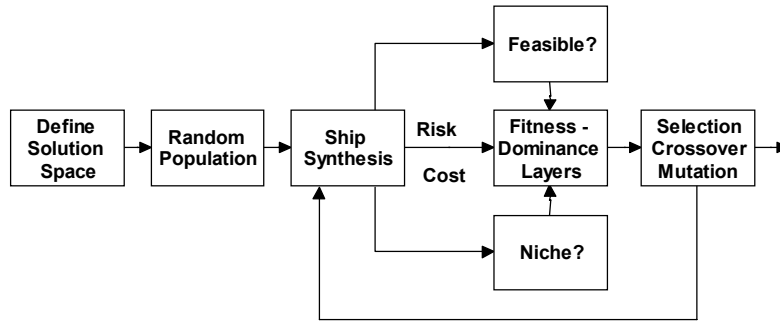 Feasible?
Define
Solution
Space
Random
Population
Ship
Synthesis
Risk
Cost
Fitness -
Dominance
Layers
Selection
Crossover
Mutation
Niche?